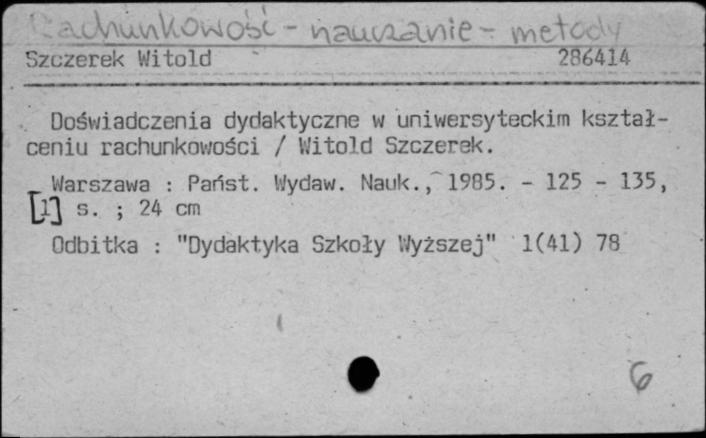 Rachunkowość - nauczanie - metody
Szczerek Witold 286414
Doświadczenia dydaktyczne w uniwersyteckim kształ-
ceniu rachunkowości / Witold Szczerek.
Warszawa : Państ. Wydaw. Nauk., 1985. - 125 - 135,
[1] s. ; 24 cm
Odbitka : "Dydaktyka Szkoły Wyższej" 1(41) 78
6